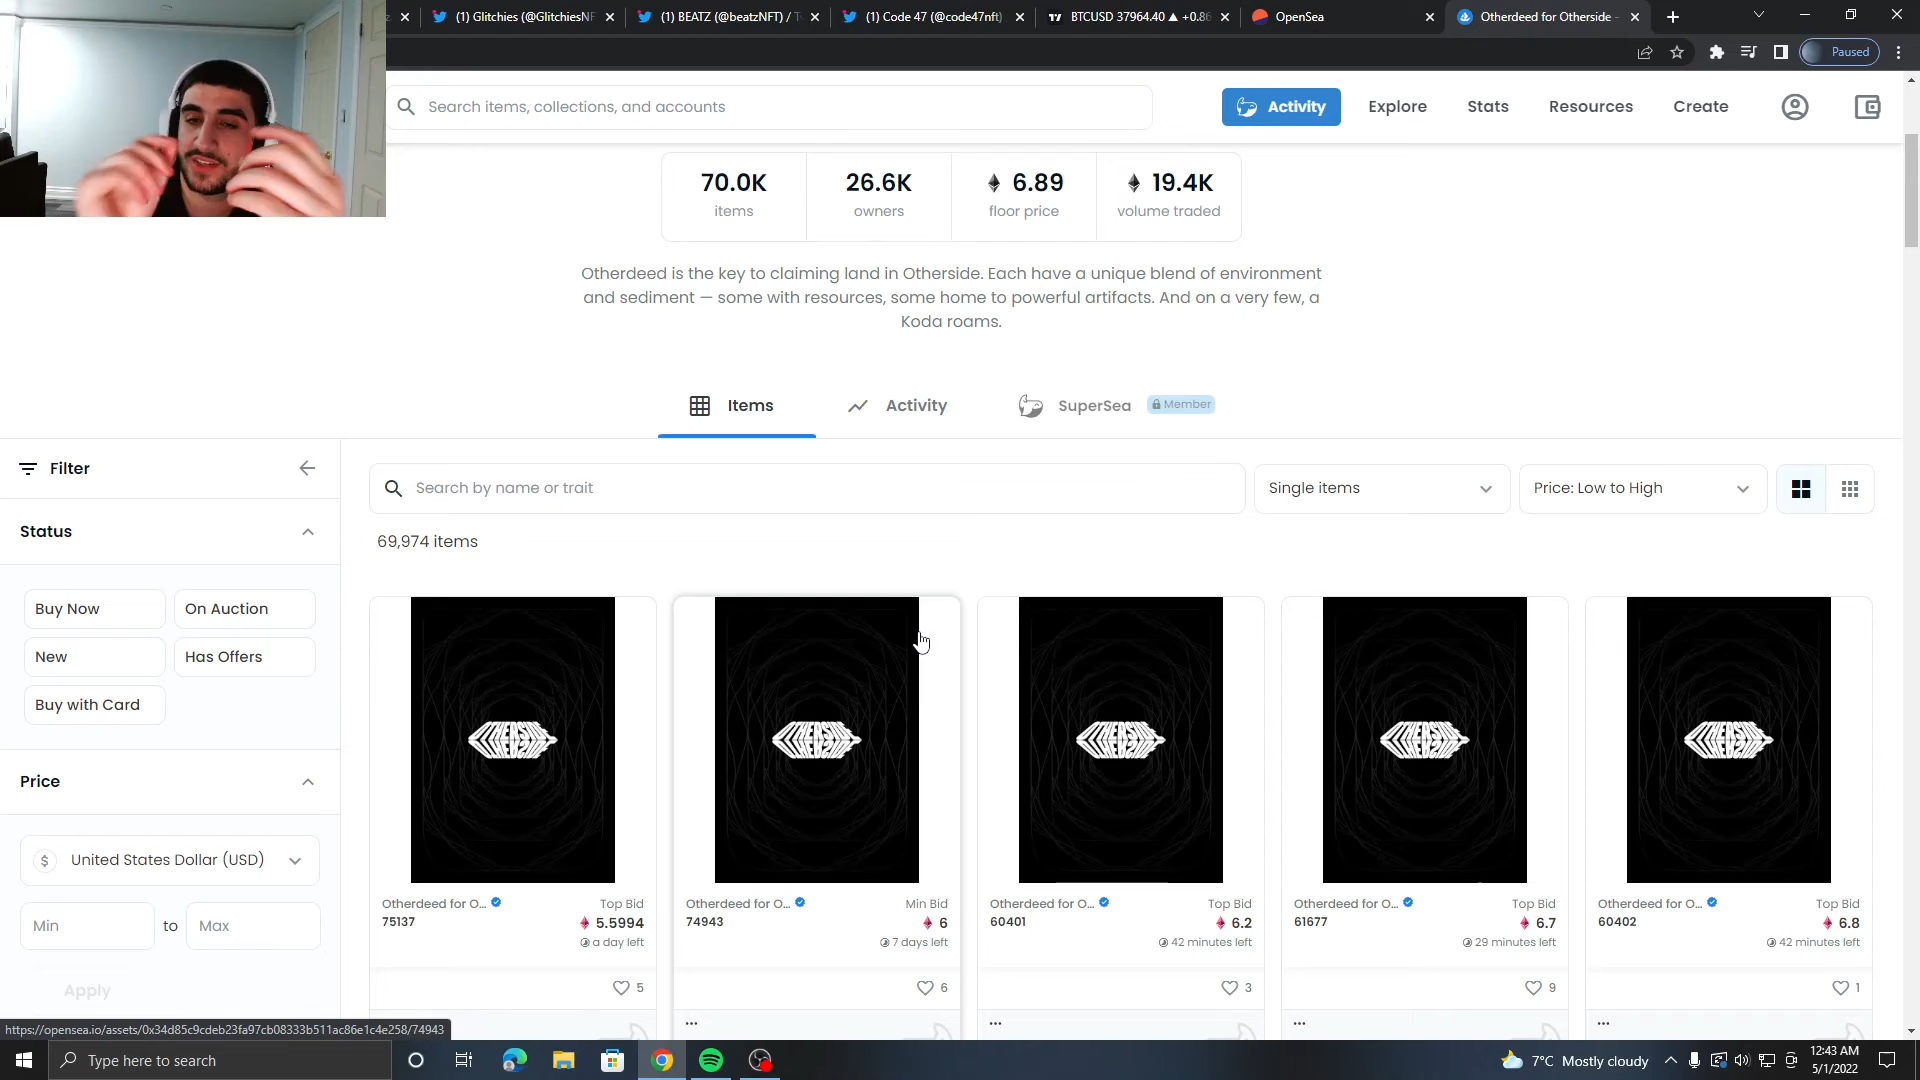 (1) Glitchies (@GlitchiesNF
(1) BEATZ (@beatzNFT) / T
(1) Code 47 (@code47nft)
BTCUSD 37964.40 ▲ +0.86
OpenSea
Otherdeed for Otherside -
Paused
Search items, collections, and accounts
Activity
Explore
Stats
Resources
Create
70.0K
items
26.6K
owners
6.89
floor price
19.4K
volume traded
Otherdeed is the key to claiming land in Otherside. Each have a unique blend of environment
and sediment — some with resources, some home to powerful artifacts. And on a very few, a
Koda roams.
Items
Activity
SuperSea
Member
Filter
Search by name or trait
Single items
Price: Low to High
Status
69,974 items
Buy Now
On Auction
New
Has Offers
Buy with Card
Price
$ United States Dollar (USD)
Min
to
Max
Apply
Otherdeed for O...
75137
Top Bid
5.5994
a day left
5
Otherdeed for O...
74943
Min Bid
6
7 days left
6
...
Otherdeed for O...
60401
Top Bid
6.2
42 minutes left
3
...
Otherdeed for O...
61677
Top Bid
6.7
29 minutes left
9
...
Otherdeed for O...
60402
Top Bid
6.8
42 minutes left
1
...
https://opensea.io/assets/0x34d85c9cdeb23fa97cb08333b511ac86e1c4e258/74943
Type here to search
7°C Mostly cloudy
12:43 AM
5/1/2022